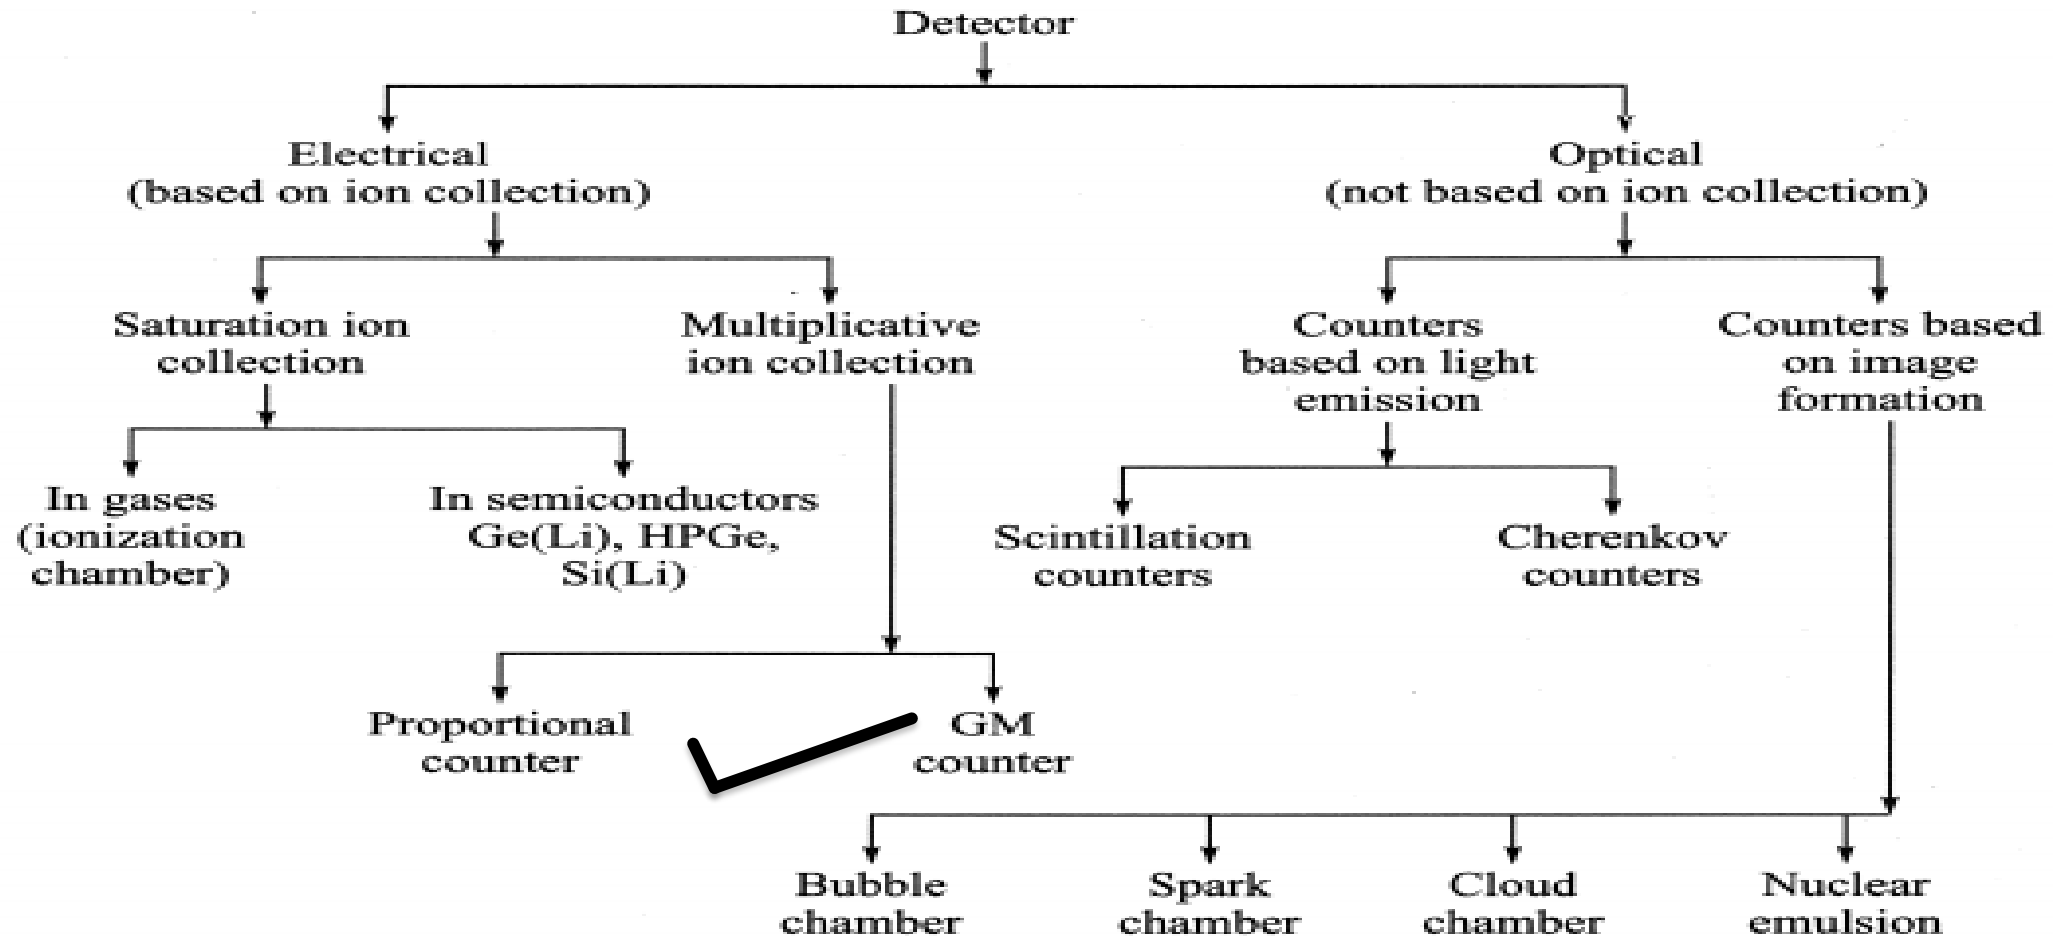 Detector
Electrical
(based on ion collection)
Optical
(not based on ion collection)
Saturation ion
collection
Multiplicative
ion collection
Counters
based on light
emission
Counters based
on image
formation
In gases
(ionization
chamber)
In semiconductors
Ge(Li), HPGe,
Si(Li)
Scintillation
counters
Cherenkov
counters
Proportional
counter
GM
counter
Bubble
chamber
Spark
chamber
Cloud
chamber
Nuclear
emulsion